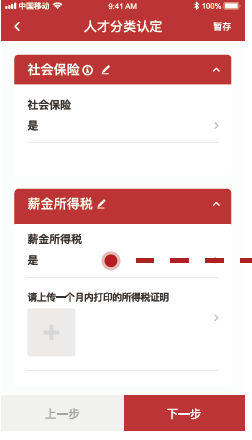 中国移动 9:41 AM 100%
人才分类认定 暂存
社会保险
社会保险
是
薪金所得税
薪金所得税
是
请上传一个月内打印的所得税证明
上一步 下一步